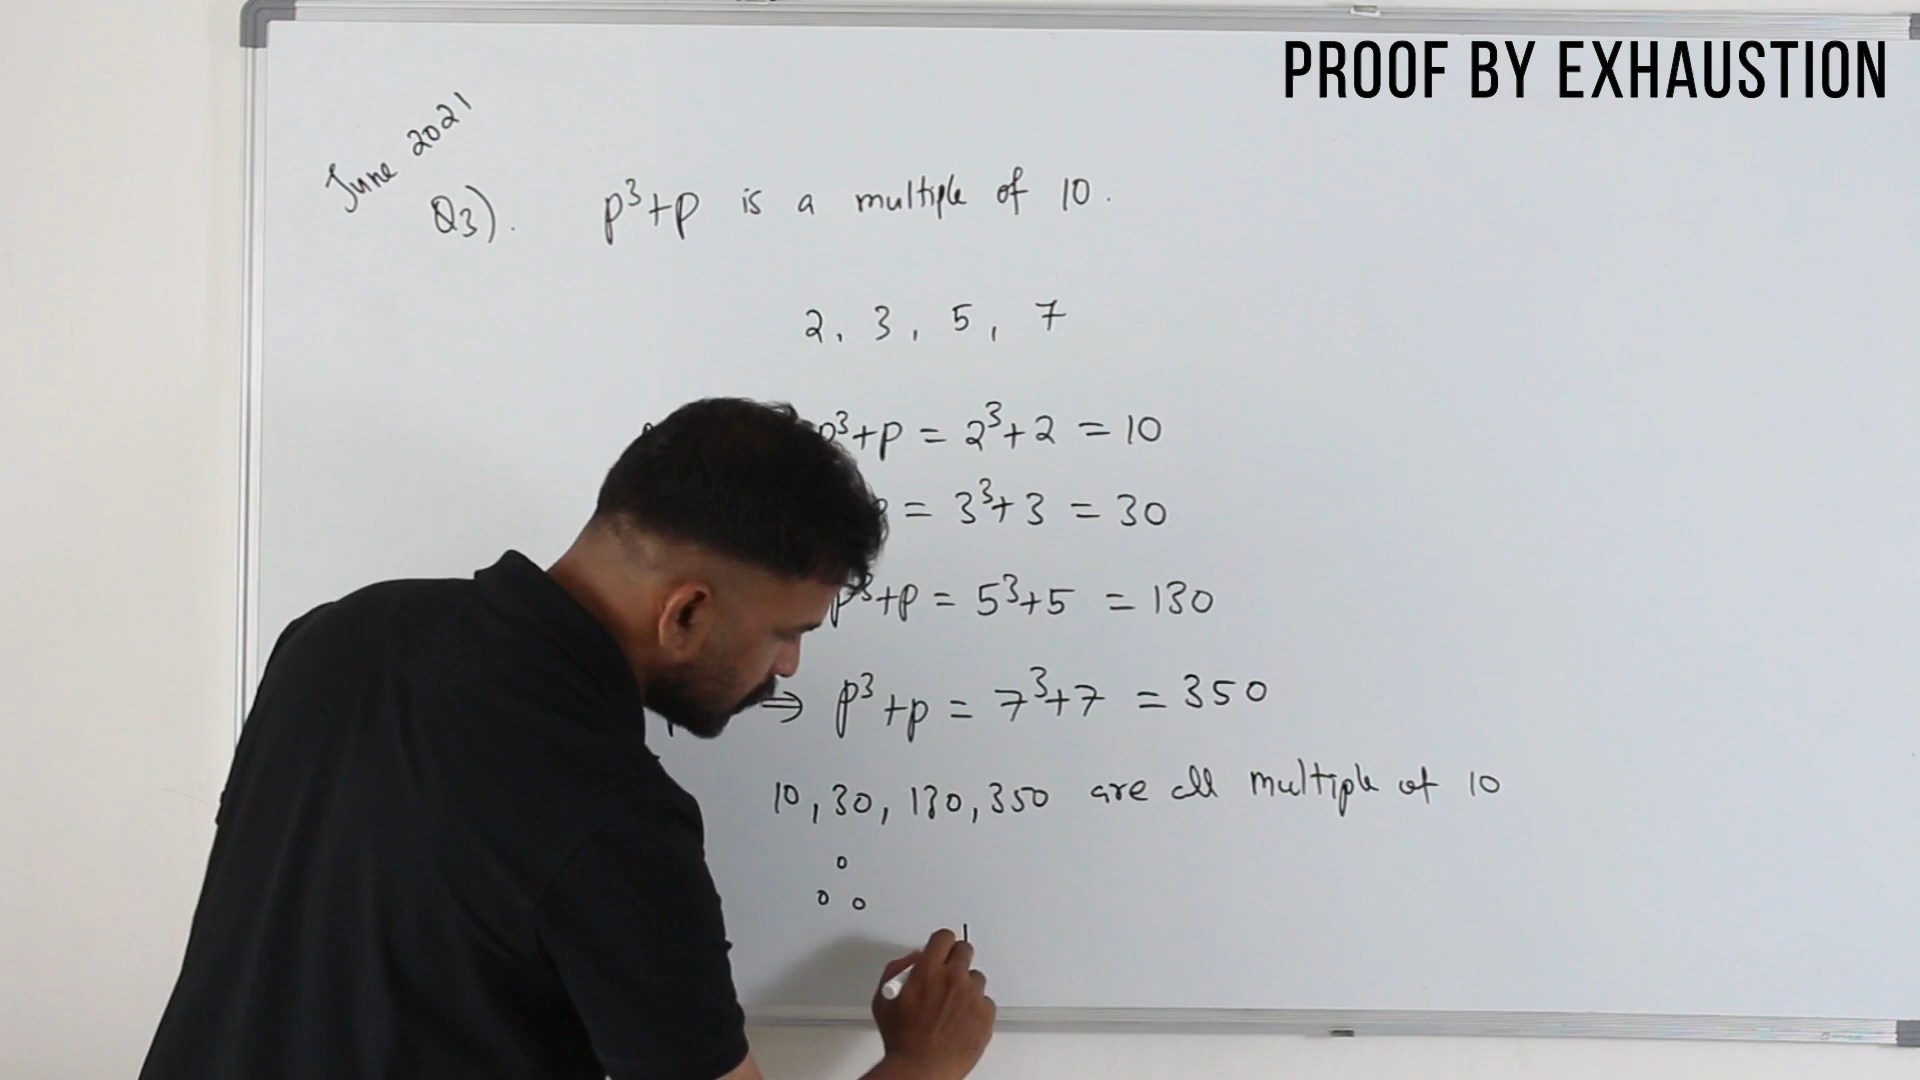 PROOF BY EXHAUSTION
June 2021
Q3). p³+p is a multiple of 10.
2, 3, 5, 7
p³+p = 2³+2 = 10
= 3³+3 = 30
p³+p = 5³+5 = 130
⇒ p³+p = 7³+7 = 350
10, 30, 130, 350 are all multiple of 10